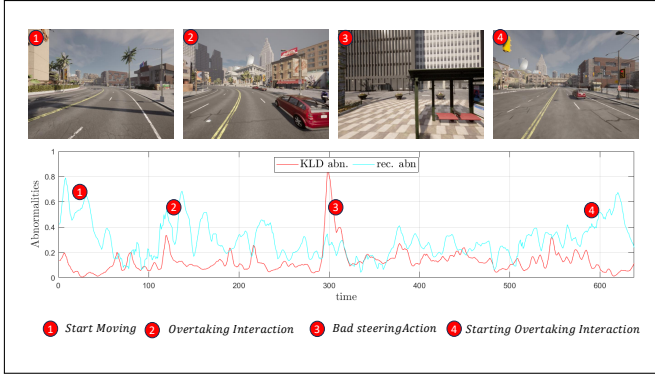 1 2 3 4
1
0.8
0.6
0.4
0.2
0
Abnormalities
KLD abn. rec. abn
1 2 3 4
0 100 200 300 400 500 600
time
1 Start Moving 2 Overtaking Interaction 3 Bad steeringAction 4 Starting Overtaking Interaction